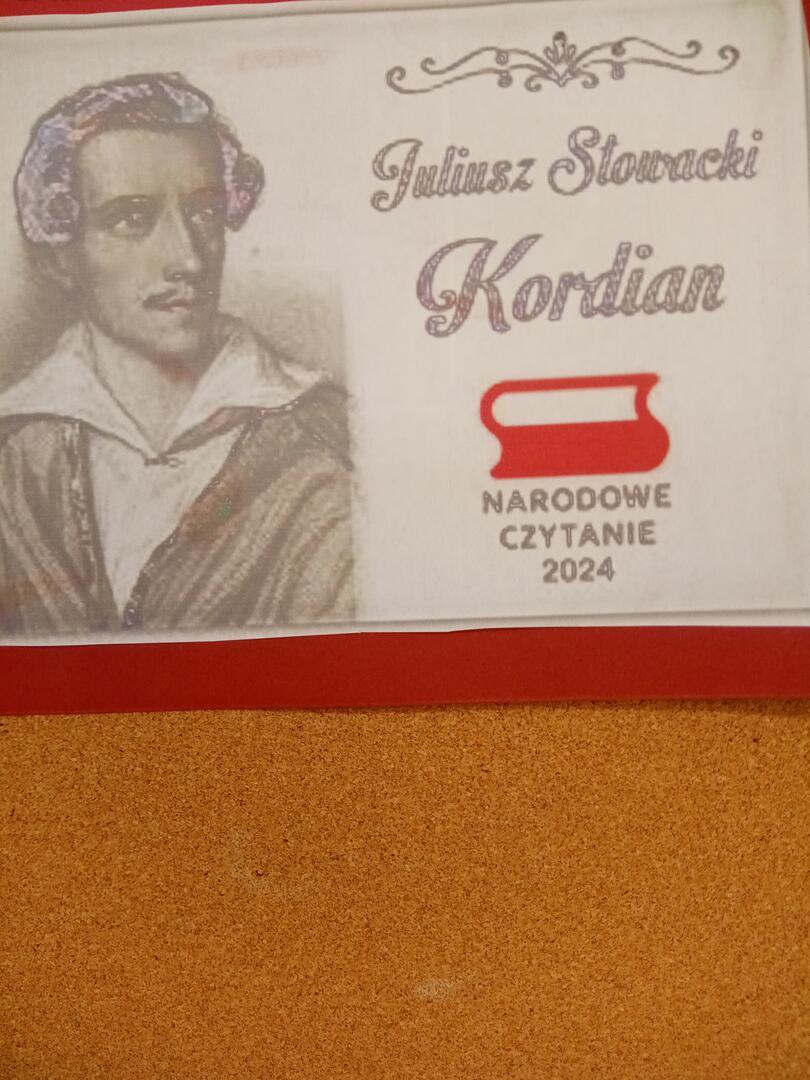 Juliusz Słowacki
Kordian
NARODOWE
CZYTANIE
2024